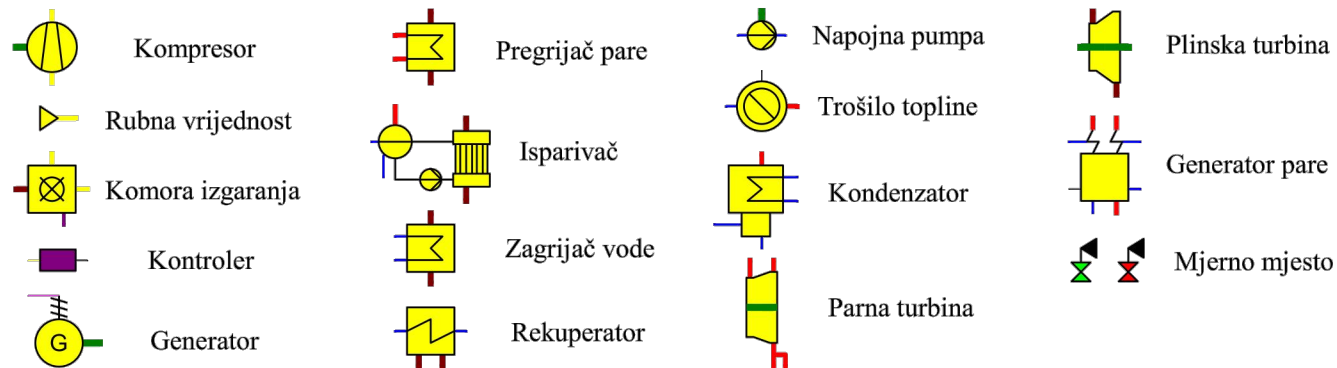 Kompresor
Rubna vrijednost
Komora izgaranja
Kontroler
G
Generator
Pregrijač pare
Isparivač
Zagrijač vode
Rekuperator
Napojna pumpa
Trošilo topline
Kondenzator
Parna turbina
Plinska turbina
Generator pare
Mjerno mjesto